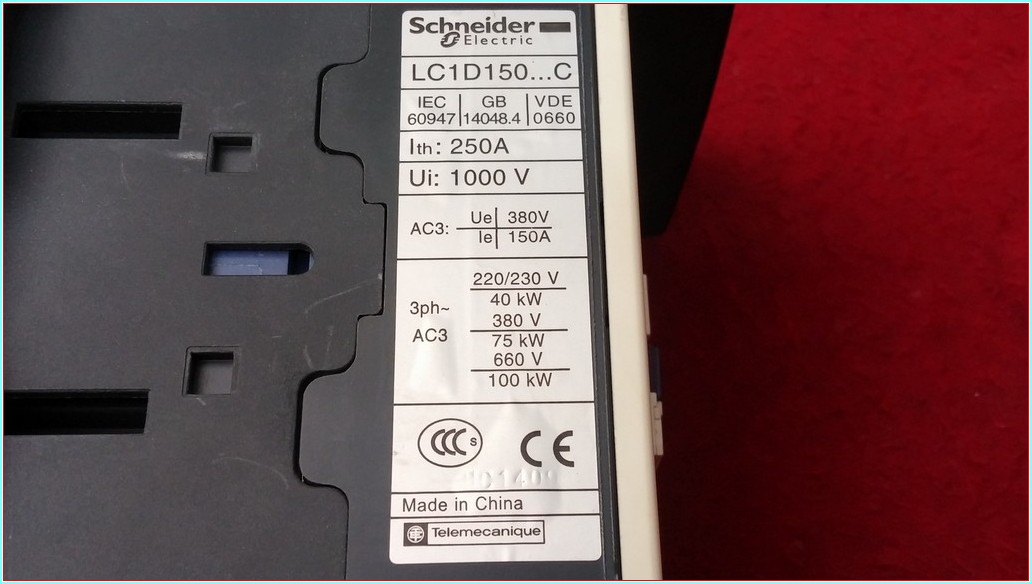 Schneider
Electric
LC1D150...C
IEC GB VDE
60947 14048.4 0660
Ith: 250A
Ui: 1000 V
AC3: Ue 380V
Ie 150A
220/230 V
40 kW
3ph~
380 V
AC3
75 kW
660 V
100 kW
CCC S CE
Made in China
Telemecanique